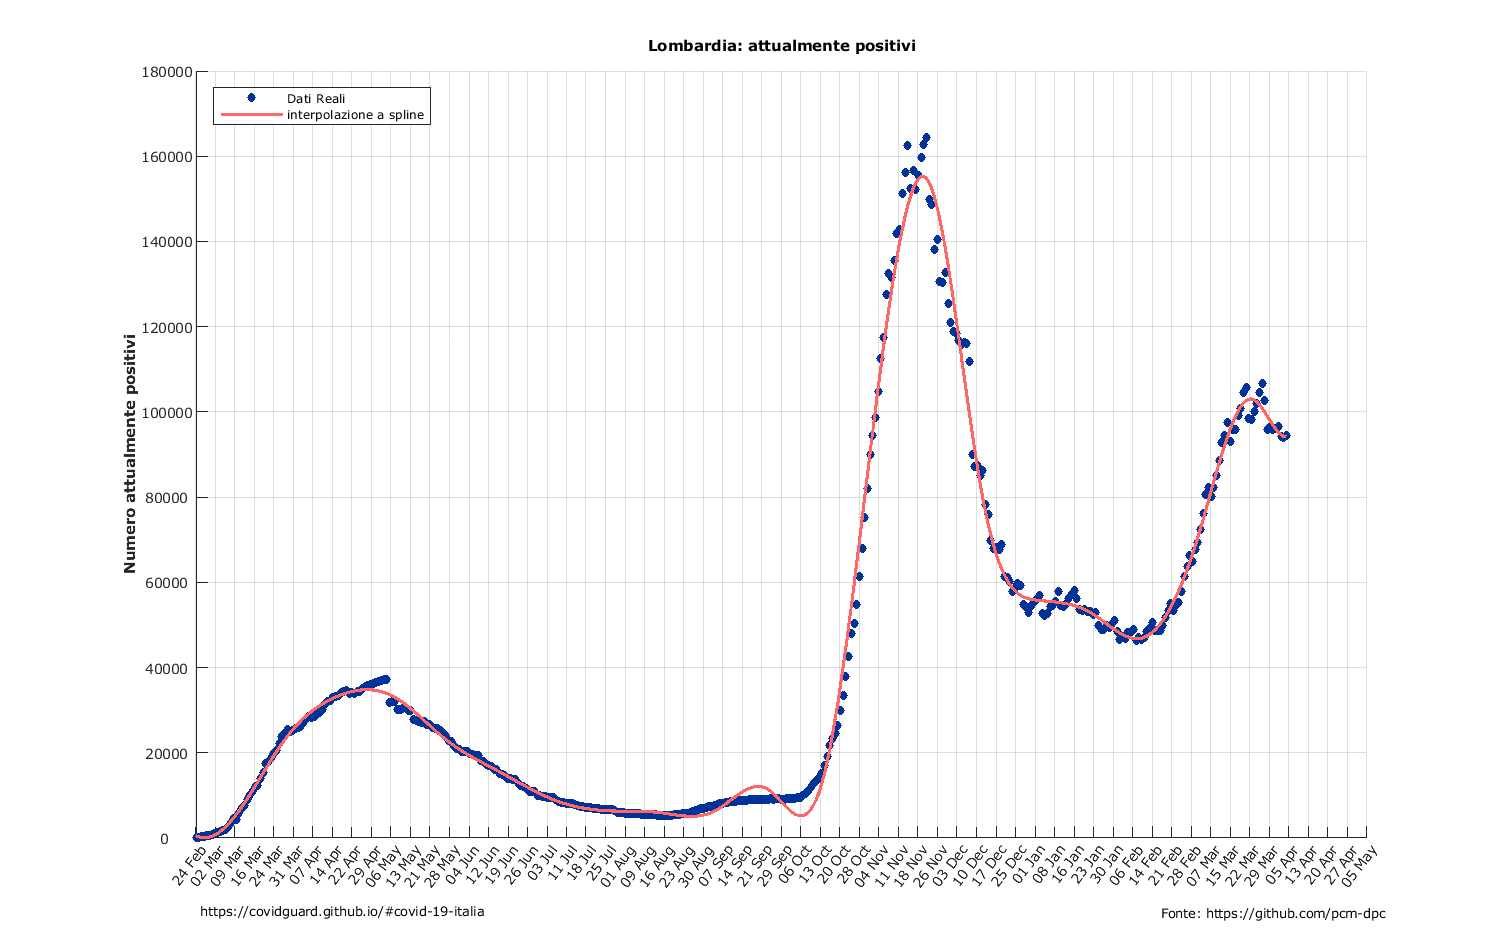 Lombardia: attualmente positivi
180000
160000
140000
120000
100000
80000
60000
40000
20000
0
Numero attualmente positivi
Dati Reali
interpolazione a spline
24 Feb
02 Mar
09 Mar
16 Mar
24 Mar
31 Mar
07 Apr
14 Apr
22 Apr
29 Apr
06 May
13 May
21 May
28 May
04 Jun
12 Jun
19 Jun
26 Jun
03 Jul
11 Jul
18 Jul
25 Jul
01 Aug
09 Aug
16 Aug
23 Aug
30 Aug
07 Sep
14 Sep
21 Sep
29 Sep
06 Oct
13 Oct
20 Oct
28 Oct
04 Nov
11 Nov
18 Nov
26 Nov
03 Dec
10 Dec
17 Dec
25 Dec
01 Jan
08 Jan
16 Jan
23 Jan
30 Jan
06 Feb
14 Feb
21 Feb
28 Feb
07 Mar
15 Mar
22 Mar
29 Mar
05 Apr
13 Apr
20 Apr
27 Apr
05 May
https://covidguard.github.io/#covid-19-italia
Fonte: https://github.com/pcm-dpc